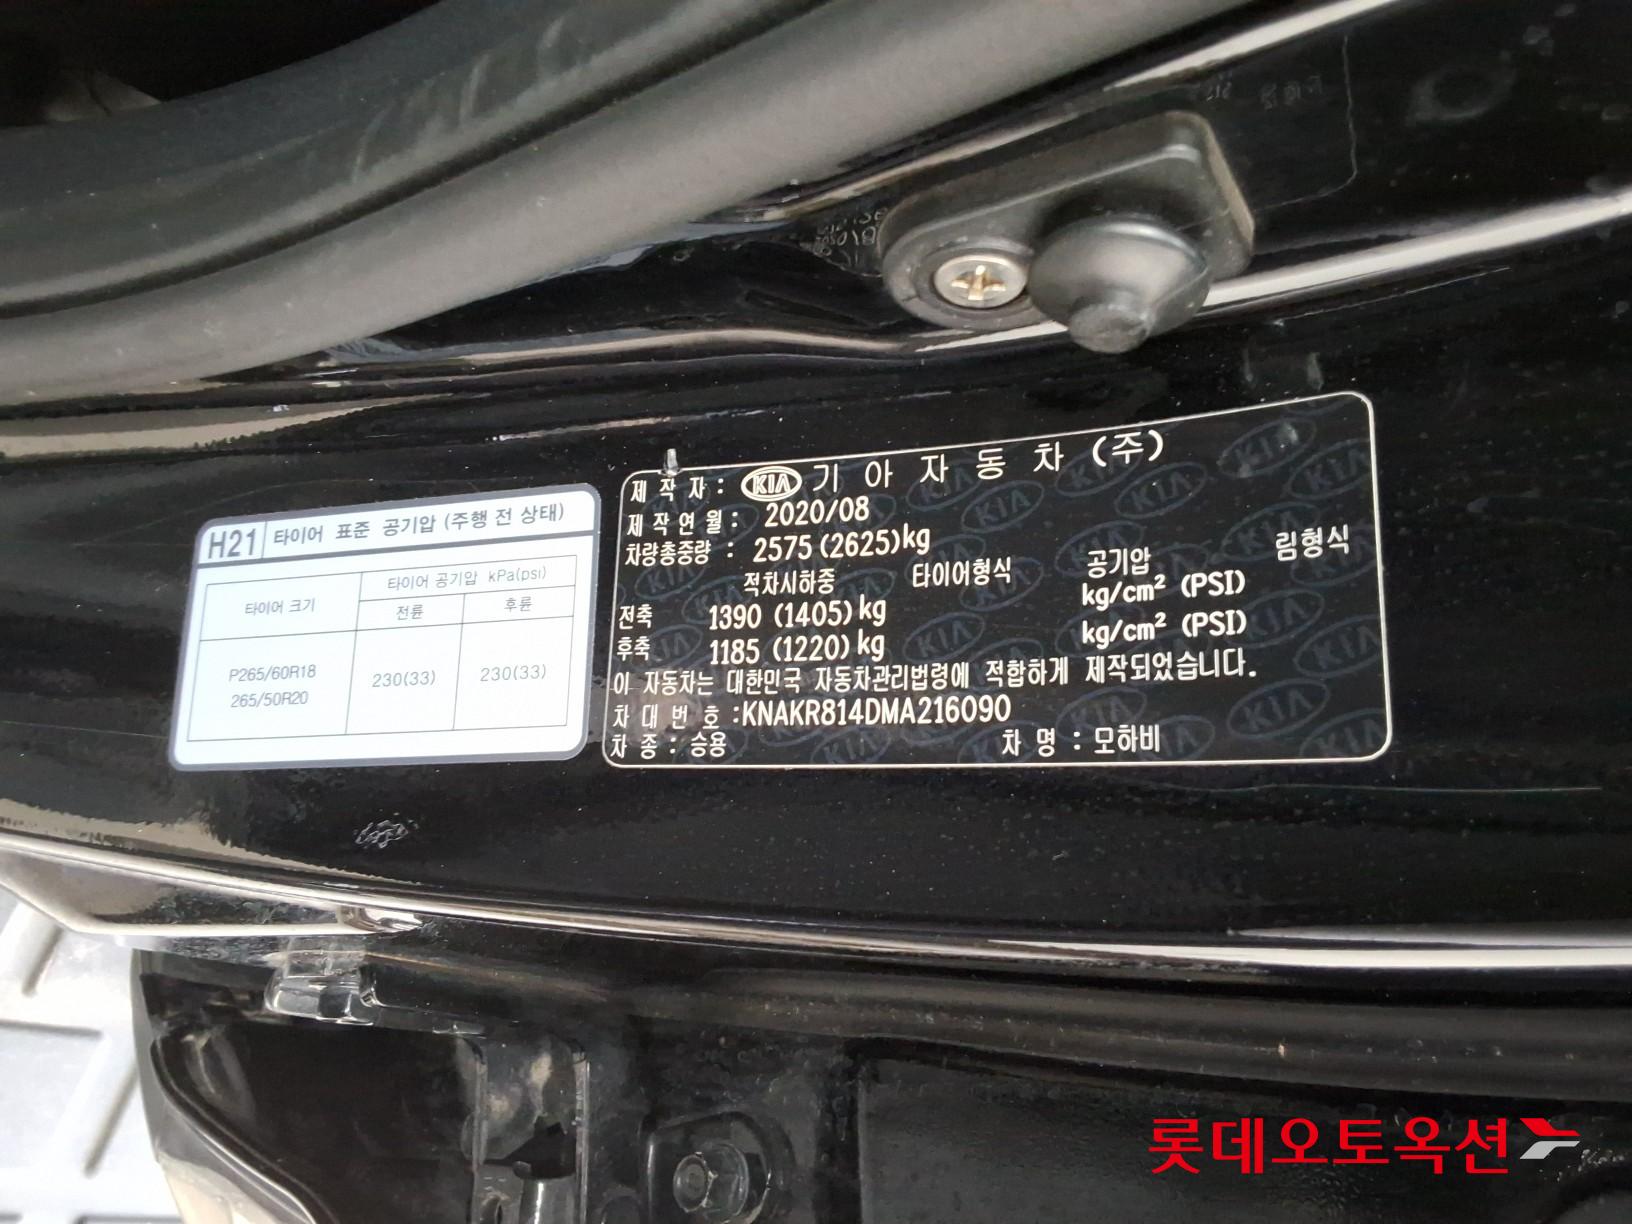 H21 타이어 표준 공기압 (주행 전 상태)
타이어 크기
타이어 공기압 kPa(psi)
전륜 후륜
P265/60R18
265/50R20
230(33) 230(33)
제작자 : KIA 기아자동차 (주)
제작연월 : 2020/08
차량총중량 : 2575 (2625)kg
적차시하중 타이어형식 공기압 림형식
전축 1390 (1405)kg kg/cm² (PSI)
후축 1185 (1220)kg kg/cm² (PSI)
이 자동차는 대한민국 자동차관리법령에 적합하게 제작되었습니다.
차대번호 :KNAKR814DMA216090
차종 : 승용 차명 : 모하비
롯데오토옥션